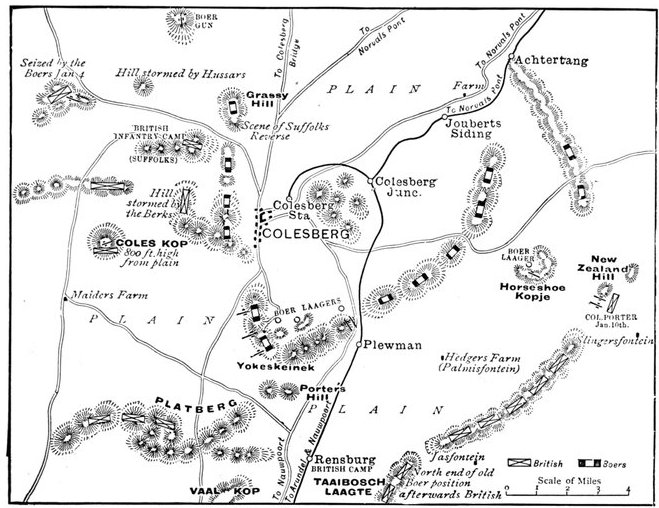 BOER
GUN
Seized by the
Boers Jan 4
Hill stormed by Hussars
To Colesberg
Bridge
To
Norvals Pont
To Norvals Pont
Achtertang
PLAIN
Farm
To Norvals Pont
Grassy
Hill
Scene of Suffolks
Reverse
Jouberts
Siding
BRITISH
INFANTRY CAMP
(SUFFOLKS)
Hill
stormed by
the Berks
Colesberg
Junc.
Colesberg
Sta
COLESBERG
COLES KOP
800 ft. high
from plain
BOER
LAAGER
Horseshoe
Kopje
New
Zealand
Hill
COL. PORTER
Jan. 10th.
Maiders Farm
PLAIN
BOER LAAGERS
Slingersfontein
Plewman
Hedgers Farm
(Palmisfontein)
Yokeskeinek
Porters
Hill
PLATBERG
PLAIN
Jasfontein
British
Boers
Scale of Miles
0 1 2 3 4
Rensburg
BRITISH CAMP
North end of old
Boer position
afterwards British
TAAIBOSCH
LAAGTE
VAAL KOP
To Naauwpoort
To Arundel & Naauwpoort